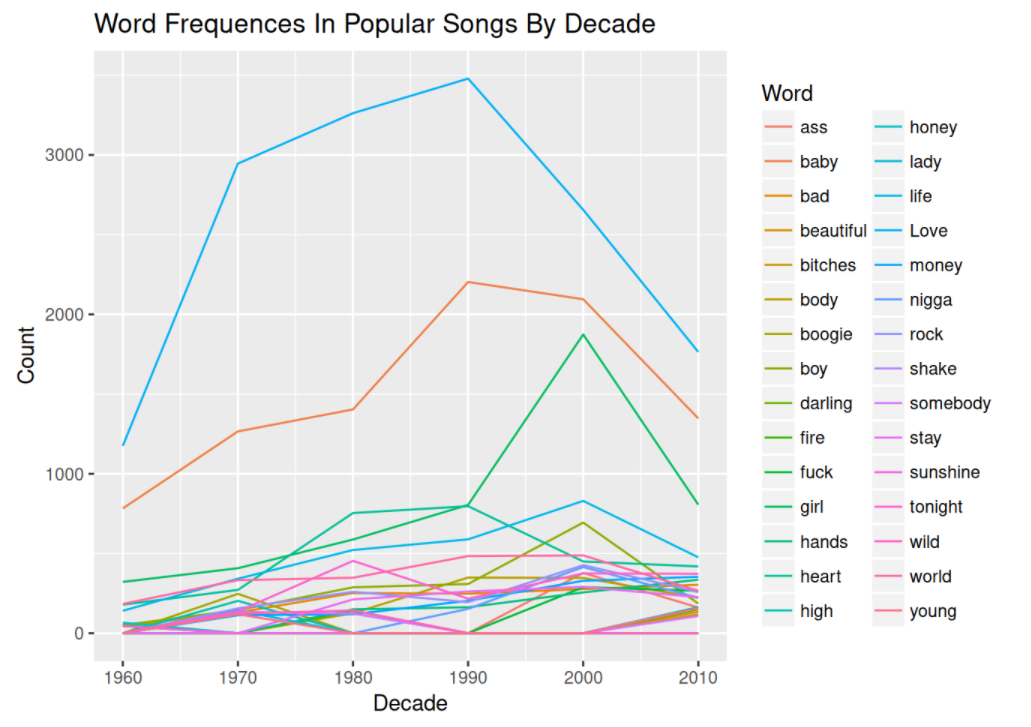 Word Frequences In Popular Songs By Decade
3000
2000
1000
0
Count
1960 1970 1980 1990 2000 2010
Decade
Word
ass honey
baby lady
bad life
beautiful Love
bitches money
body nigga
boogie rock
boy shake
darling somebody
fire stay
fuck sunshine
girl tonight
hands wild
heart world
high young